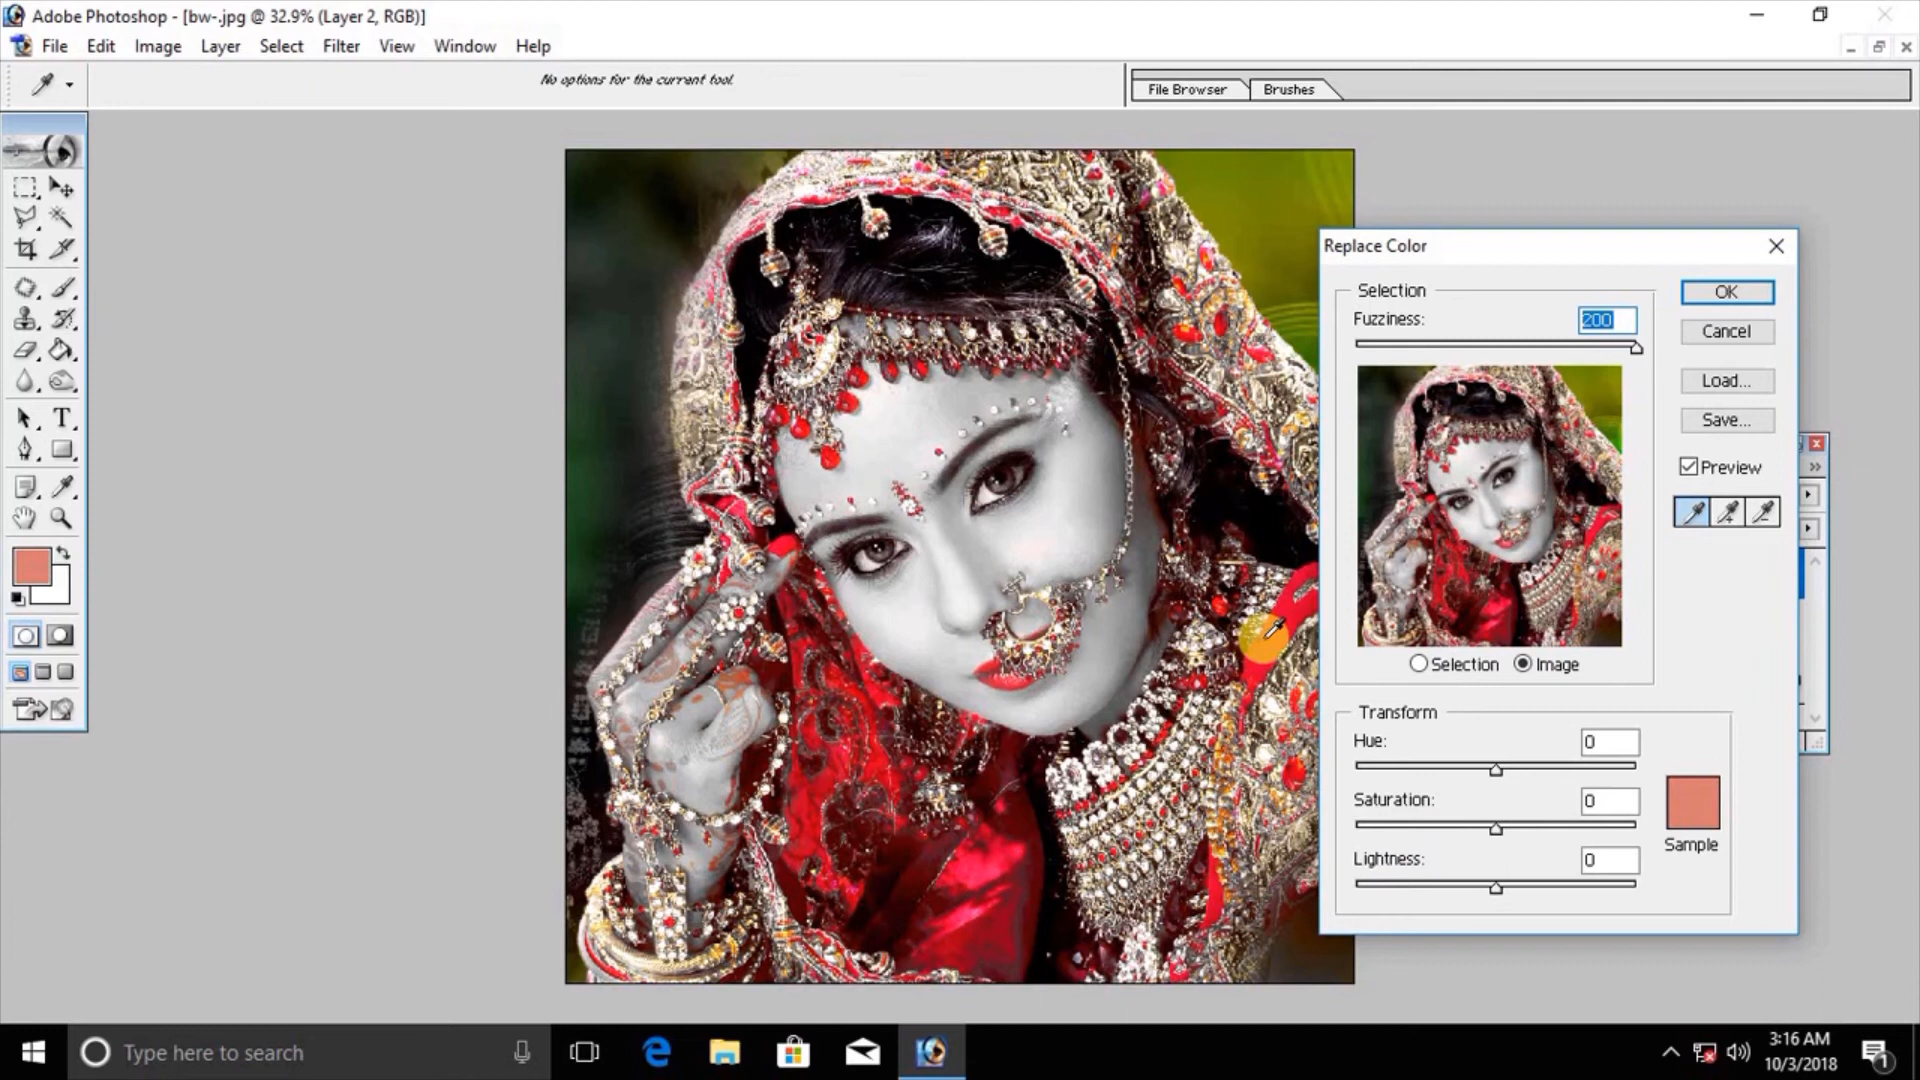 Adobe Photoshop - [bw-.jpg @ 32.9% (Layer 2, RGB)]
File Edit Image Layer Select Filter View Window Help
No options for the current tool.
File Browser Brushes
Replace Color
Selection
Fuzziness: 200
OK
Cancel
Load...
Save...
Preview
Selection Image
Transform
Hue: 0
Saturation: 0
Lightness: 0
Sample
T
Type here to search
3:16 AM
10/3/2018
1